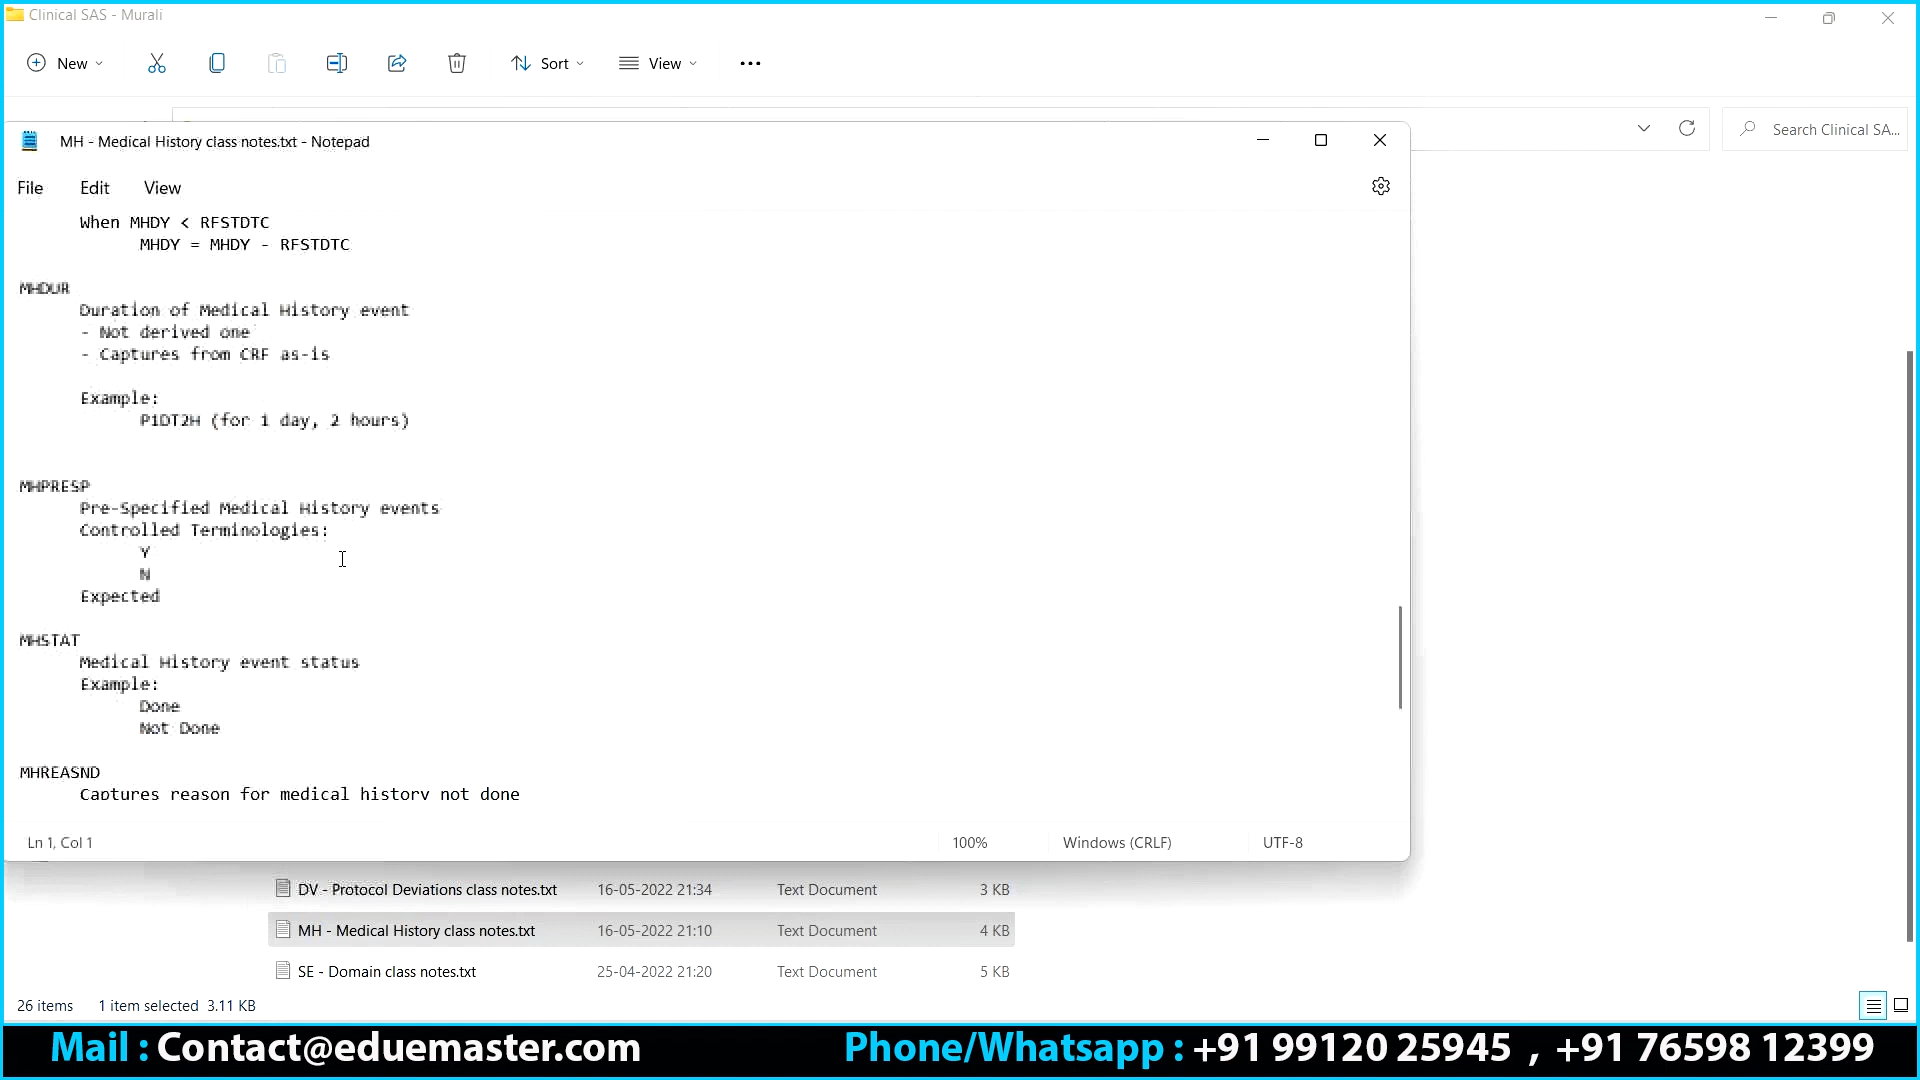 Clinical SAS - Murali
New
Sort
View
Search Clinical SA...
MH - Medical History class notes.txt - Notepad
File Edit View
When MHDY < RFSTDTC
MHDY = MHDY - RFSTDTC
MHDUR
Duration of Medical History event
- Not derived one
- Captures from CRF as-is
Example:
P1DT2H (for 1 day, 2 hours)
MHPRESP
Pre-Specified Medical History events
Controlled Terminologies:
Y
N
Expected
MHSTAT
Medical History event status
Example:
Done
Not Done
MHREASND
Captures reason for medical history not done
Ln 1, Col 1 100% Windows (CRLF) UTF-8
DV - Protocol Deviations class notes.txt 16-05-2022 21:34 Text Document 3 KB
MH - Medical History class notes.txt 16-05-2022 21:10 Text Document 4 KB
SE - Domain class notes.txt 25-04-2022 21:20 Text Document 5 KB
26 items 1 item selected 3.11 KB
Mail : Contact@eduemaster.com Phone/Whatsapp : +91 99120 25945 , +91 76598 12399